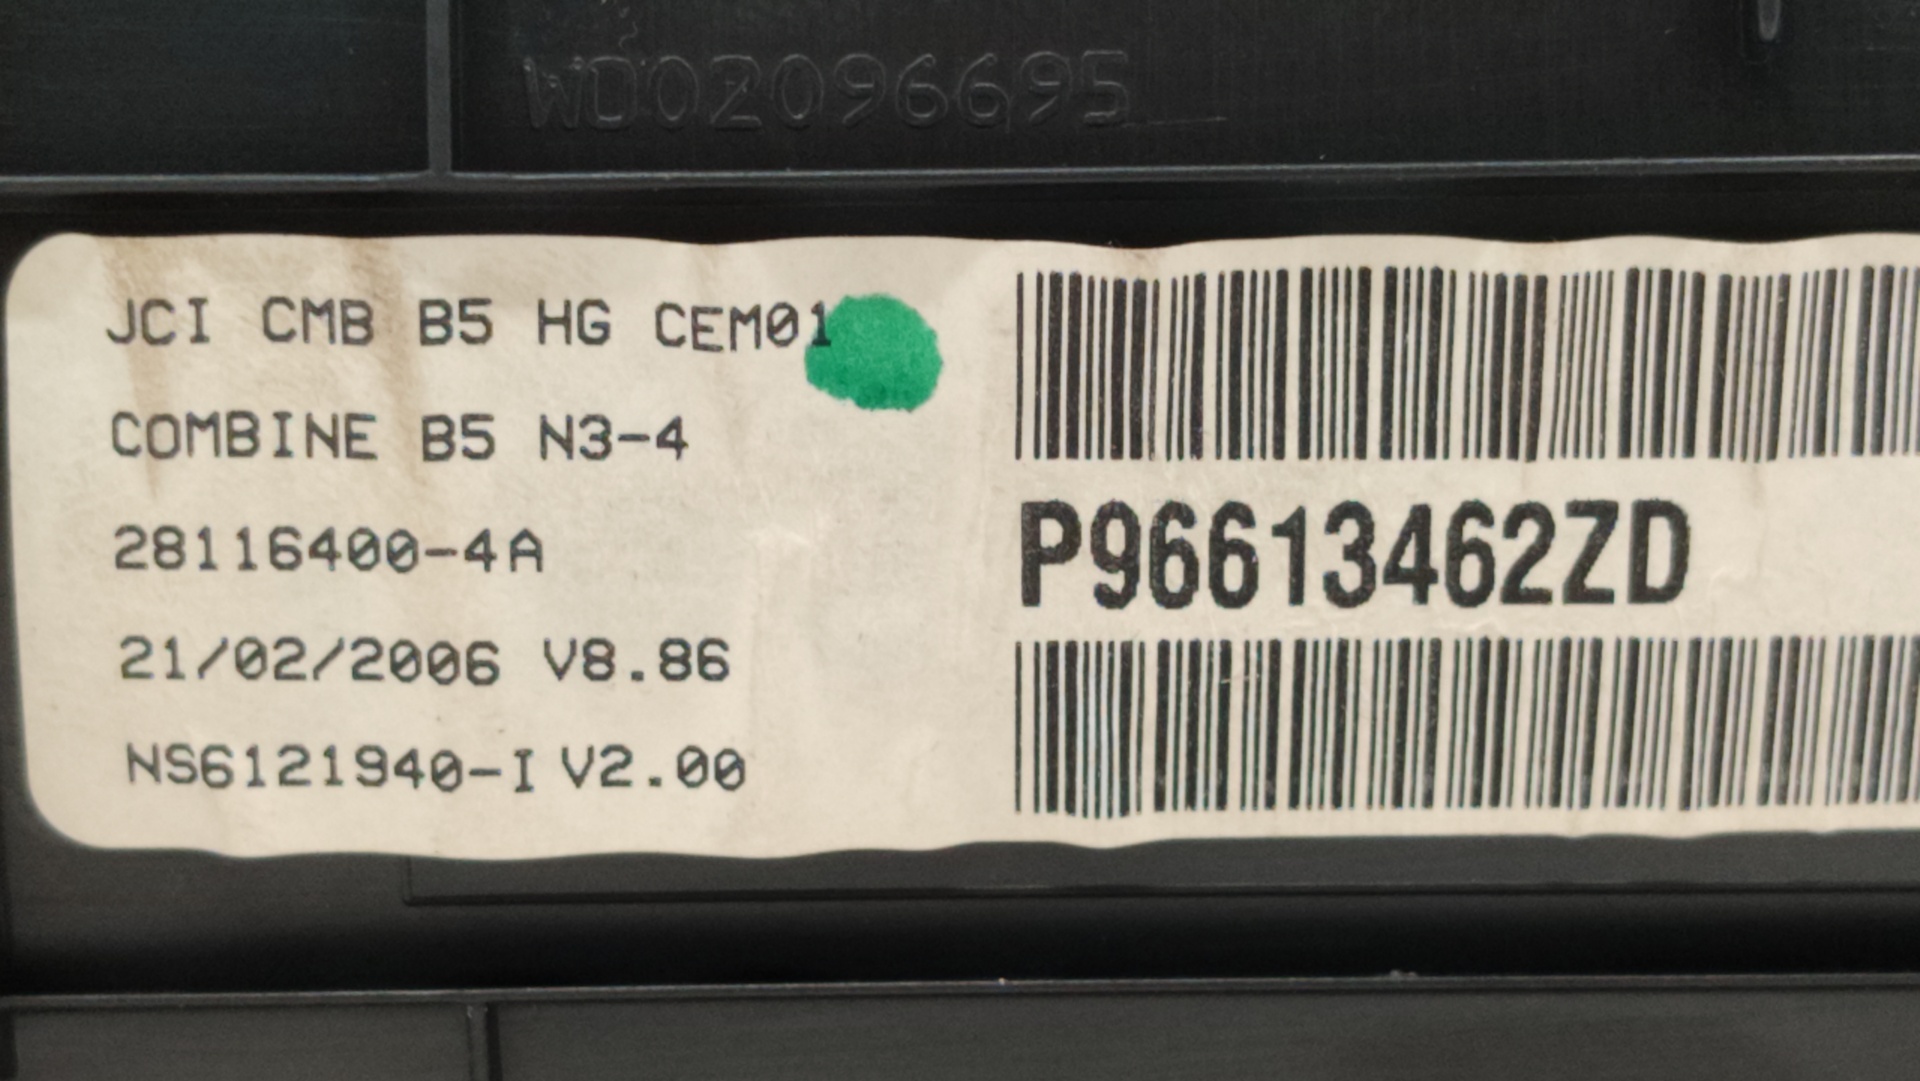 WD02096695
JCI CMB B5 HG CEM01
COMBINE B5 N3-4
28116400-4A
21/02/2006 V8.86
NS6121940-I V2.00
P96613462ZD